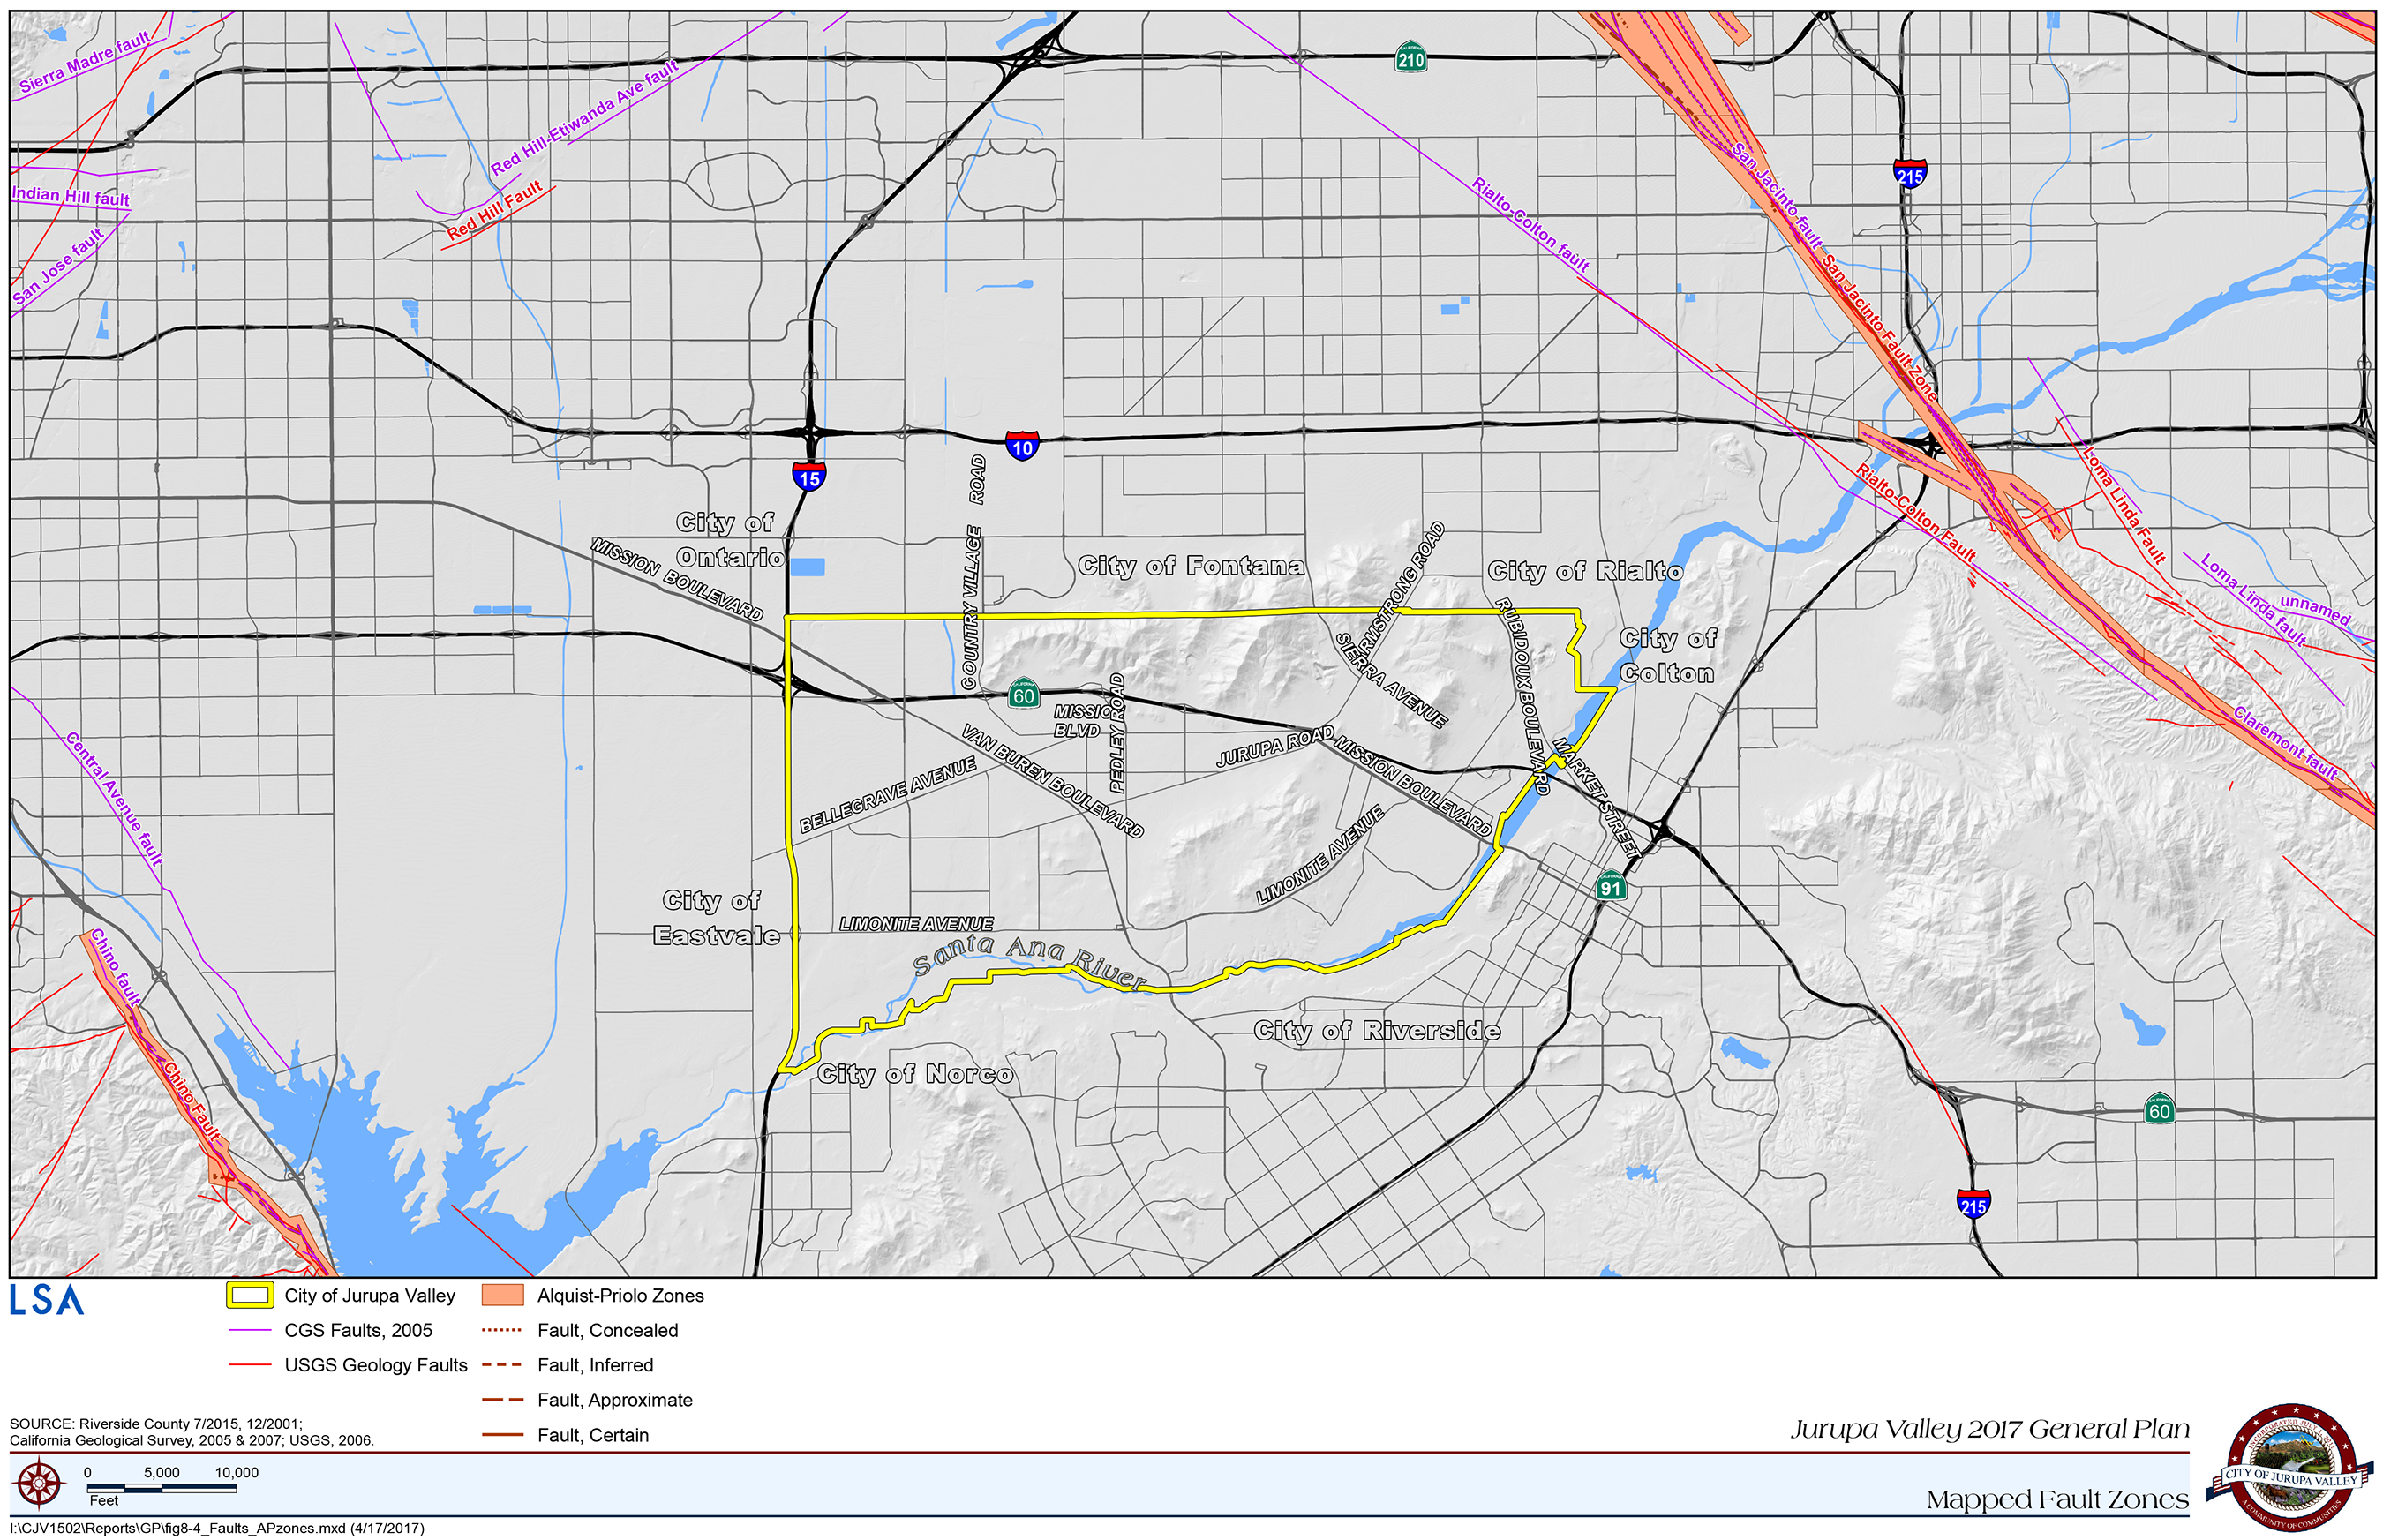 Sierra Madre fault
Red Hill-Etiwanda Ave fault
Indian Hill fault
San Jose fault
Red Hill Fault
CALIFORNIA
210
Rialto-Colton fault
San Jacinto fault
San Jacinto Fault Zone
215
10
15
COUNTRY VILLAGE ROAD
City of
Ontario
MISSION BOULEVARD
City of Fontana
ARMSTRONG ROAD
City of Rialto
Rialto-Colton Fault
Loma Linda Fault
Loma Linda fault
unnamed
City of
Colton
RUBIDOUX BOULEVARD
SIERRA AVENUE
60
MISSION
BLVD
PEDLEY ROAD
VAN BUREN BOULEVARD
JURUPA ROAD
MISSION BOULEVARD
MARKET STREET
BELLEGRAVE AVENUE
Claremont fault
Central Avenue fault
LIMONITE AVENUE
91
City of
Eastvale
LIMONITE AVENUE
Santa Ana River
Chino fault
Chino Fault
City of Riverside
City of Norco
60
215
LSA
City of Jurupa Valley
CGS Faults, 2005
USGS Geology Faults
Alquist-Priolo Zones
Fault, Concealed
Fault, Inferred
Fault, Approximate
Fault, Certain
SOURCE: Riverside County 7/2015, 12/2001;
California Geological Survey, 2005 & 2007; USGS, 2006.
0 5,000 10,000
Feet
Jurupa Valley 2017 General Plan
Mapped Fault Zones
CITY OF JURUPA VALLEY
A COMMUNITY OF COMMUNITIES
I:\CJV1502\Reports\GP\fig8-4_Faults_APzones.mxd (4/17/2017)